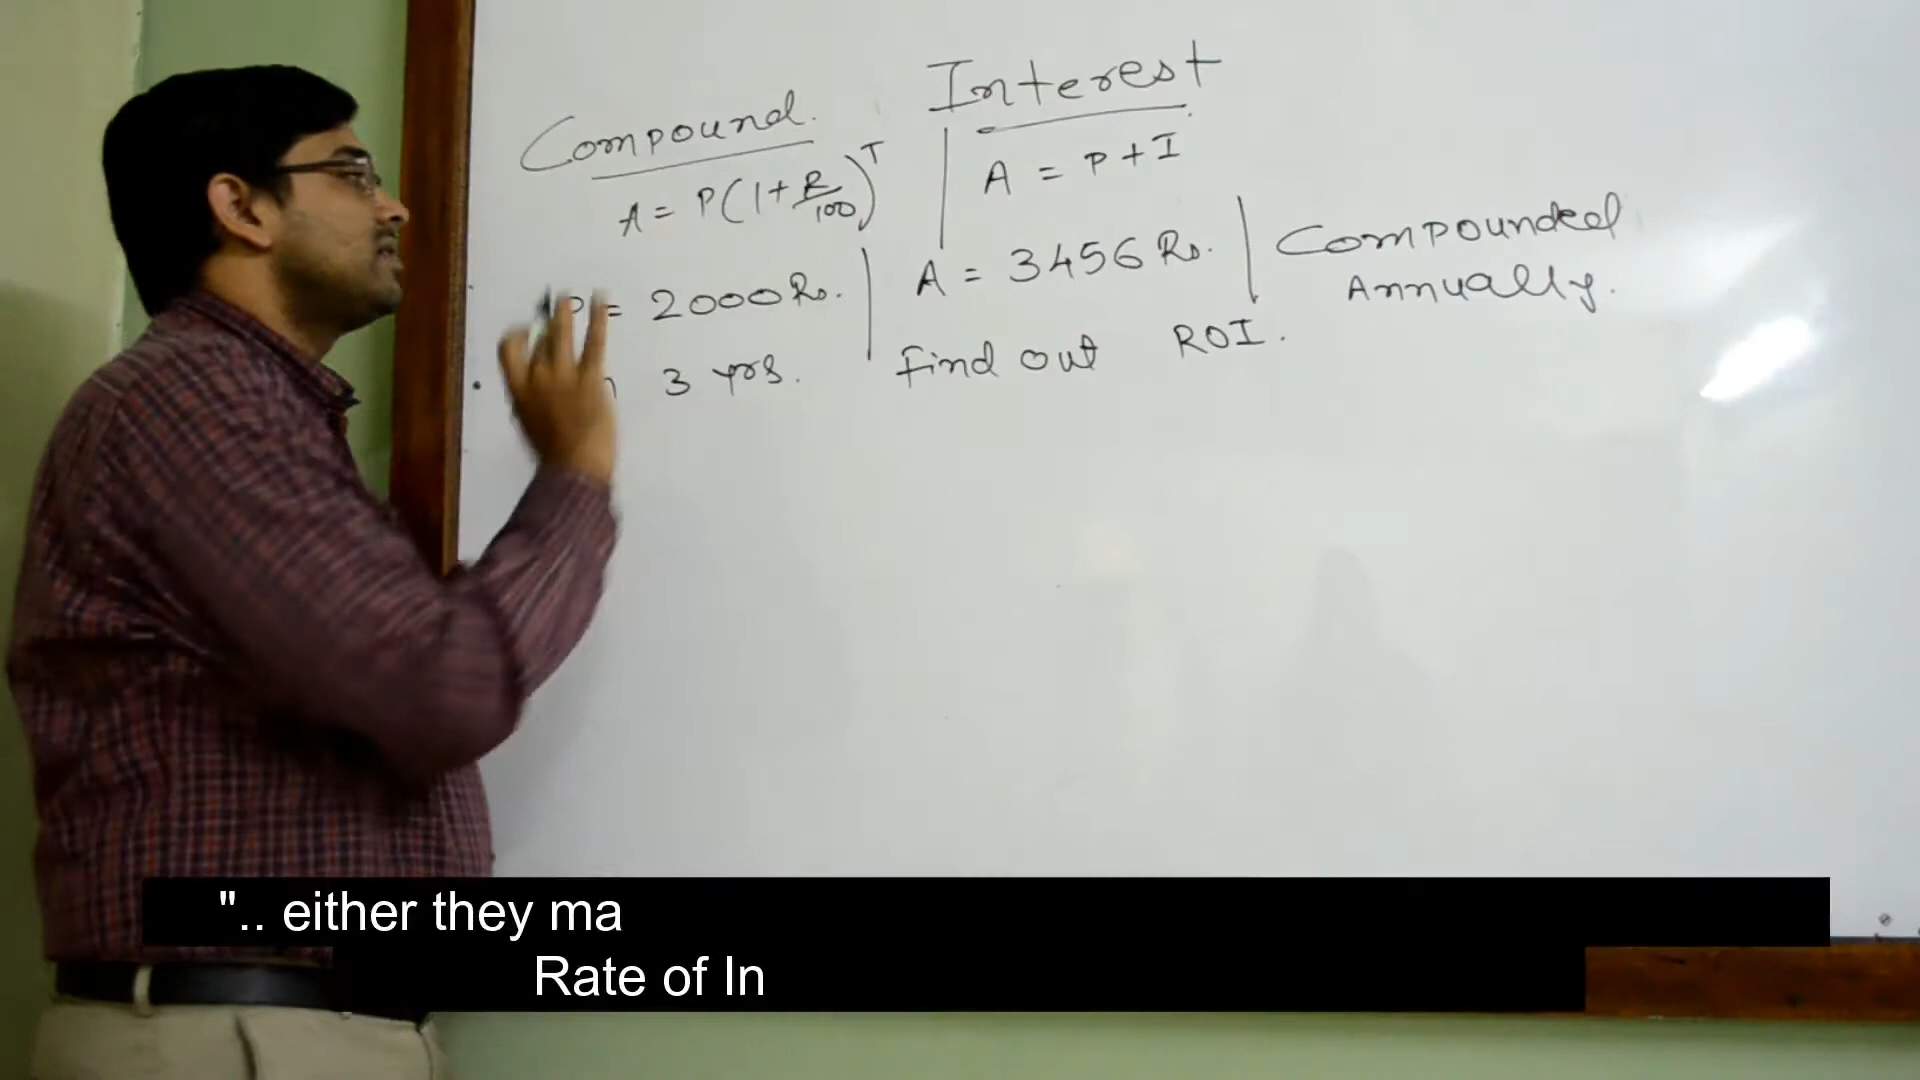 Compound. Interest
A = P(1+R/100)^T | A = P+I
P = 2000 Rs. | A = 3456 Rs. | Compounded Annually.
3 yrs. Find out ROI.
".. either they ma
Rate of In